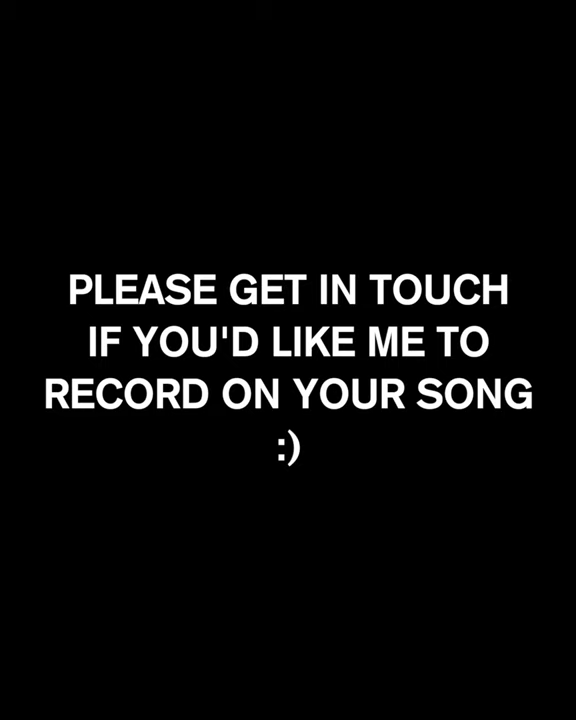 PLEASE GET IN TOUCH
IF YOU'D LIKE ME TO
RECORD ON YOUR SONG
:)